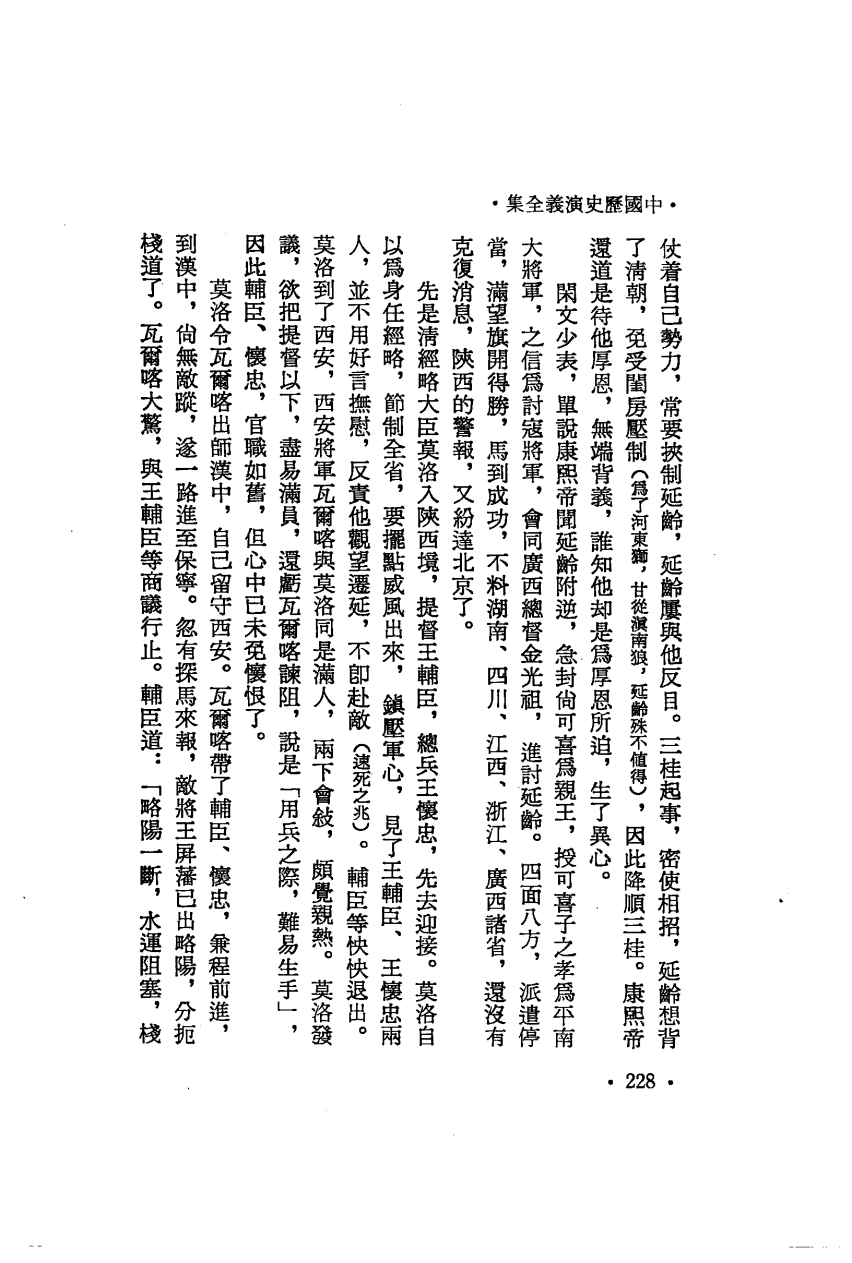 •中國歷史演義全集•
仗着自己勢力，常要挾制延齡，延齡屢與他反目。三桂起事，密使相招，延齡想背
了清朝，免受閨房壓制（爲了河東獅，甘從滇南狼，延齡殊不值得），因此降順三桂。康熙帝
還道是待他厚恩，無端背義，誰知他却是爲厚恩所迫，生了異心。
閑文少表，單說康熙帝聞延齡附逆，急封尙可喜爲親王，授可喜子之孝爲平南
大將軍，之信爲討寇將軍，會同廣西總督金光祖，進討延齡。四面八方，派遣停
當，滿望旗開得勝，馬到成功，不料湖南、四川、江西、浙江、廣西諸省，還沒有
克復消息，陝西的警報，又紛達北京了。
先是淸經略大臣莫洛入陝西境，提督王輔臣，總兵王懷忠，先去迎接。莫洛自
以爲身任經略，節制全省，要擺點威風出來，鎭壓軍心，見了王輔臣、王懷忠兩
人，並不用好言撫慰，反責他觀望遷延，不卽赴敵（速死之兆）。輔臣等怏怏退出。
莫洛到了西安，西安將軍瓦爾喀與莫洛同是滿人，兩下會敍，頗覺親熱。莫洛發
議，欲把提督以下，盡易滿員，還虧瓦爾喀諫阻，說是「用兵之際，難易生手」，
因此輔臣、懷忠，官職如舊，但心中已未免懷恨了。
莫洛令瓦爾喀出師漢中，自己留守西安。瓦爾喀帶了輔臣、懷忠，兼程前進，
到漢中，尙無敵蹤，遂一路進至保寧。忽有探馬來報，敵將王屏藩已出略陽，分扼
棧道了。瓦爾喀大驚，與王輔臣等商議行止。輔臣道：「略陽一斷，水運阻塞，棧
•228•